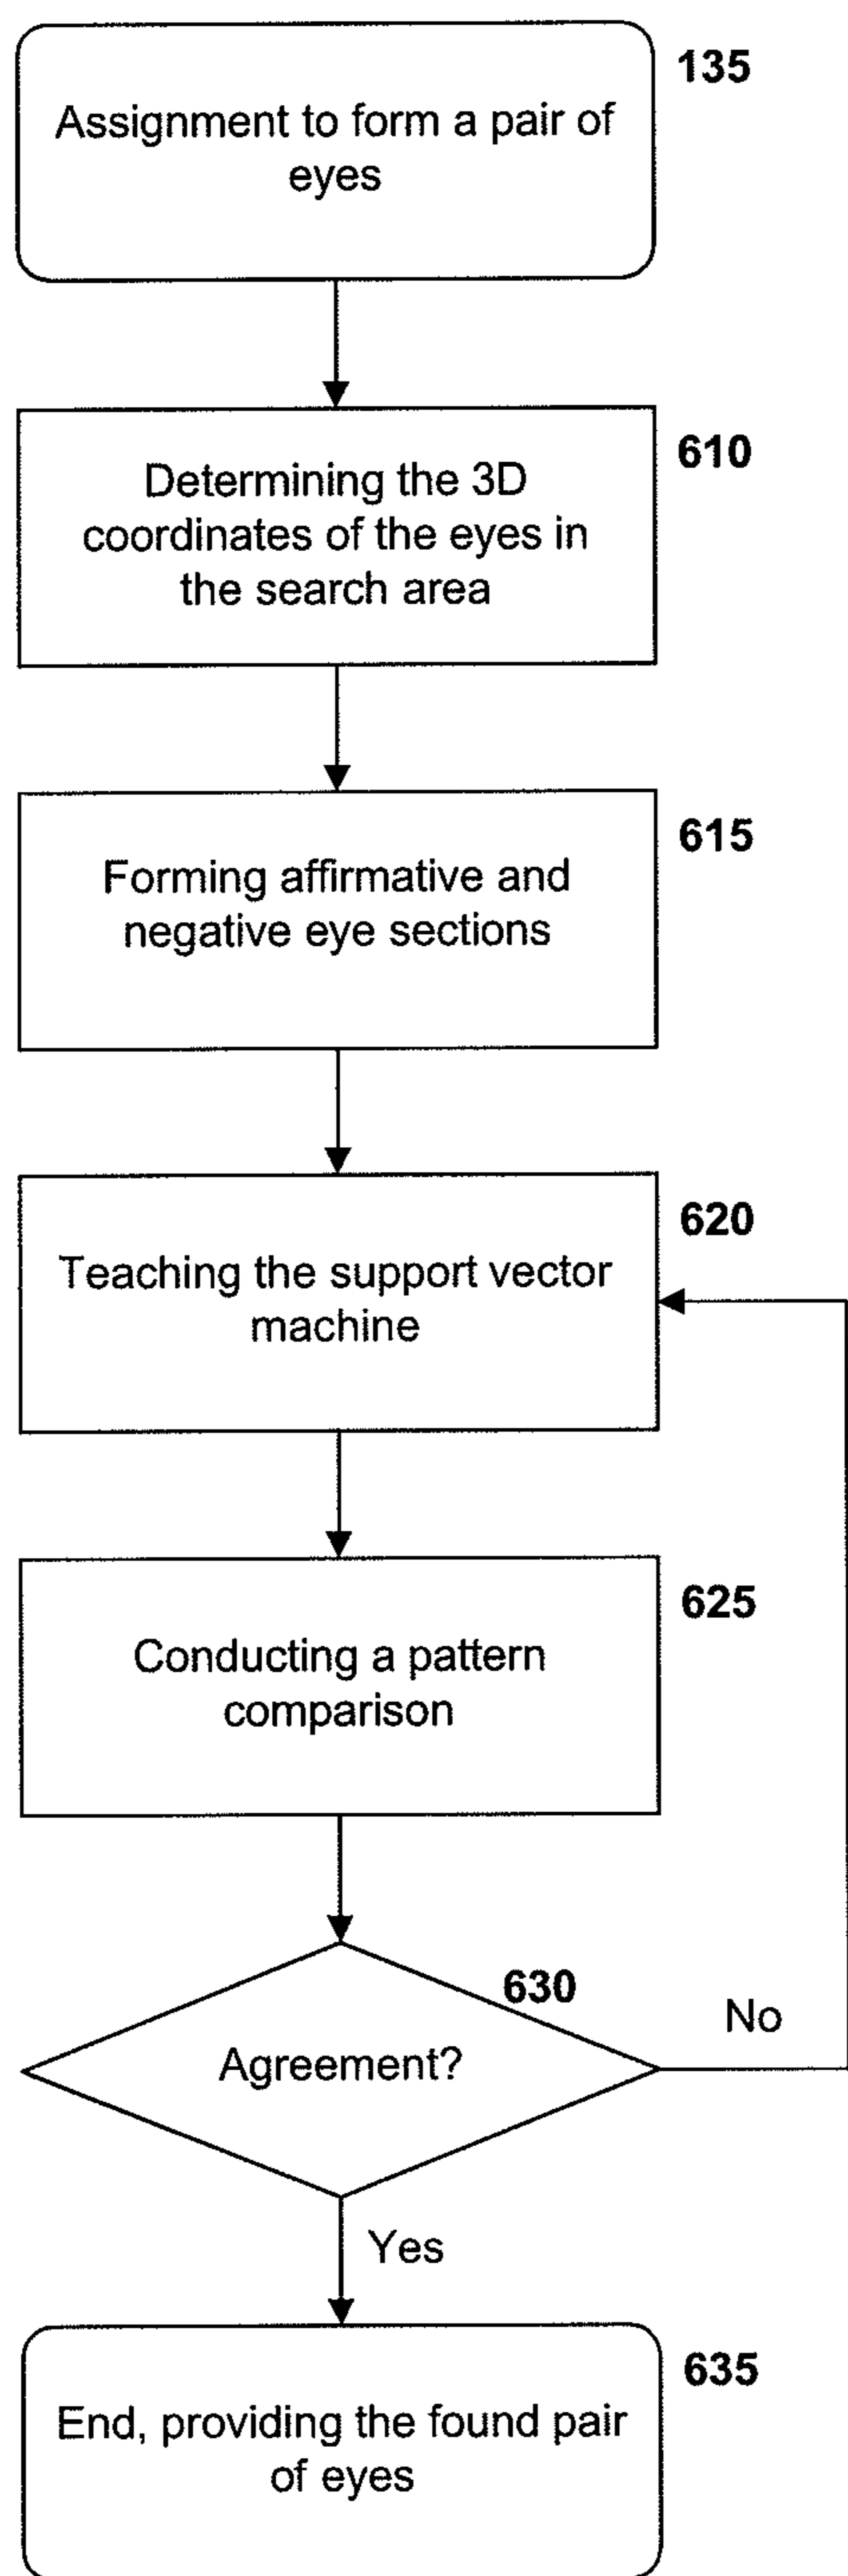 135
Assignment to form a pair of
eyes
610
Determining the 3D
coordinates of the eyes in
the search area
615
Forming affirmative and
negative eye sections
620
Teaching the support vector
machine
625
Conducting a pattern
comparison
630
No
Agreement?
Yes
635
End, providing the found pair
of eyes